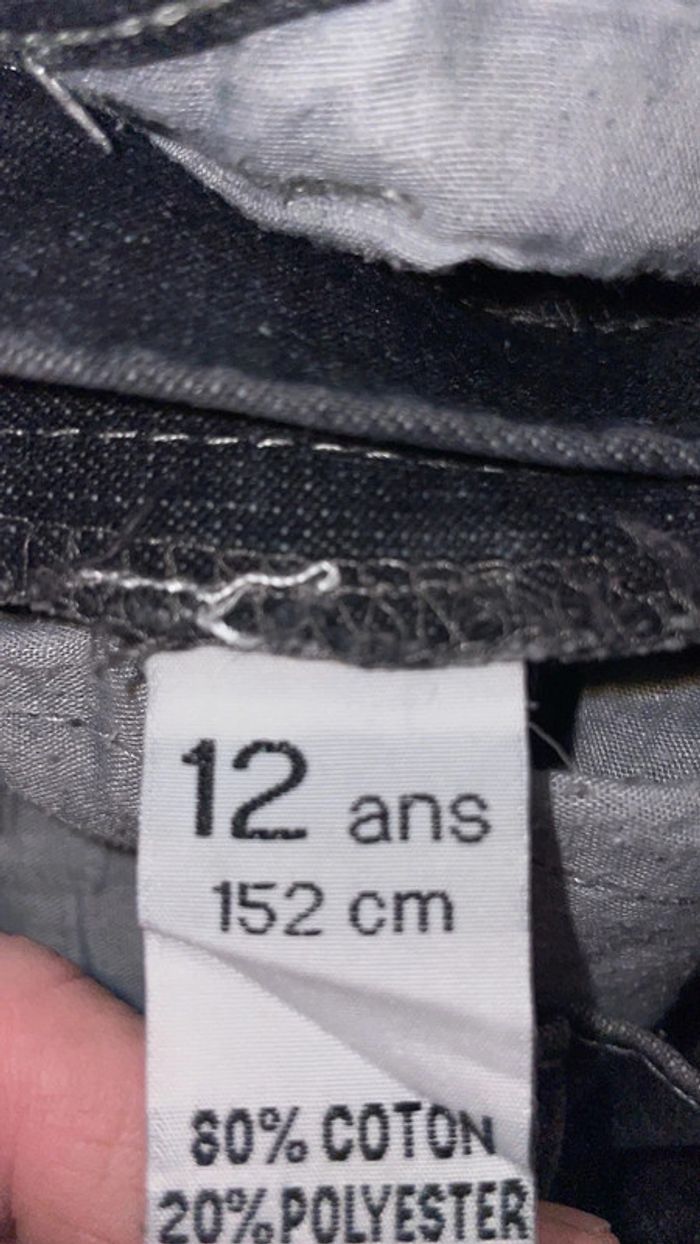 12 ans
152 cm
80% COTON
20% POLYESTER